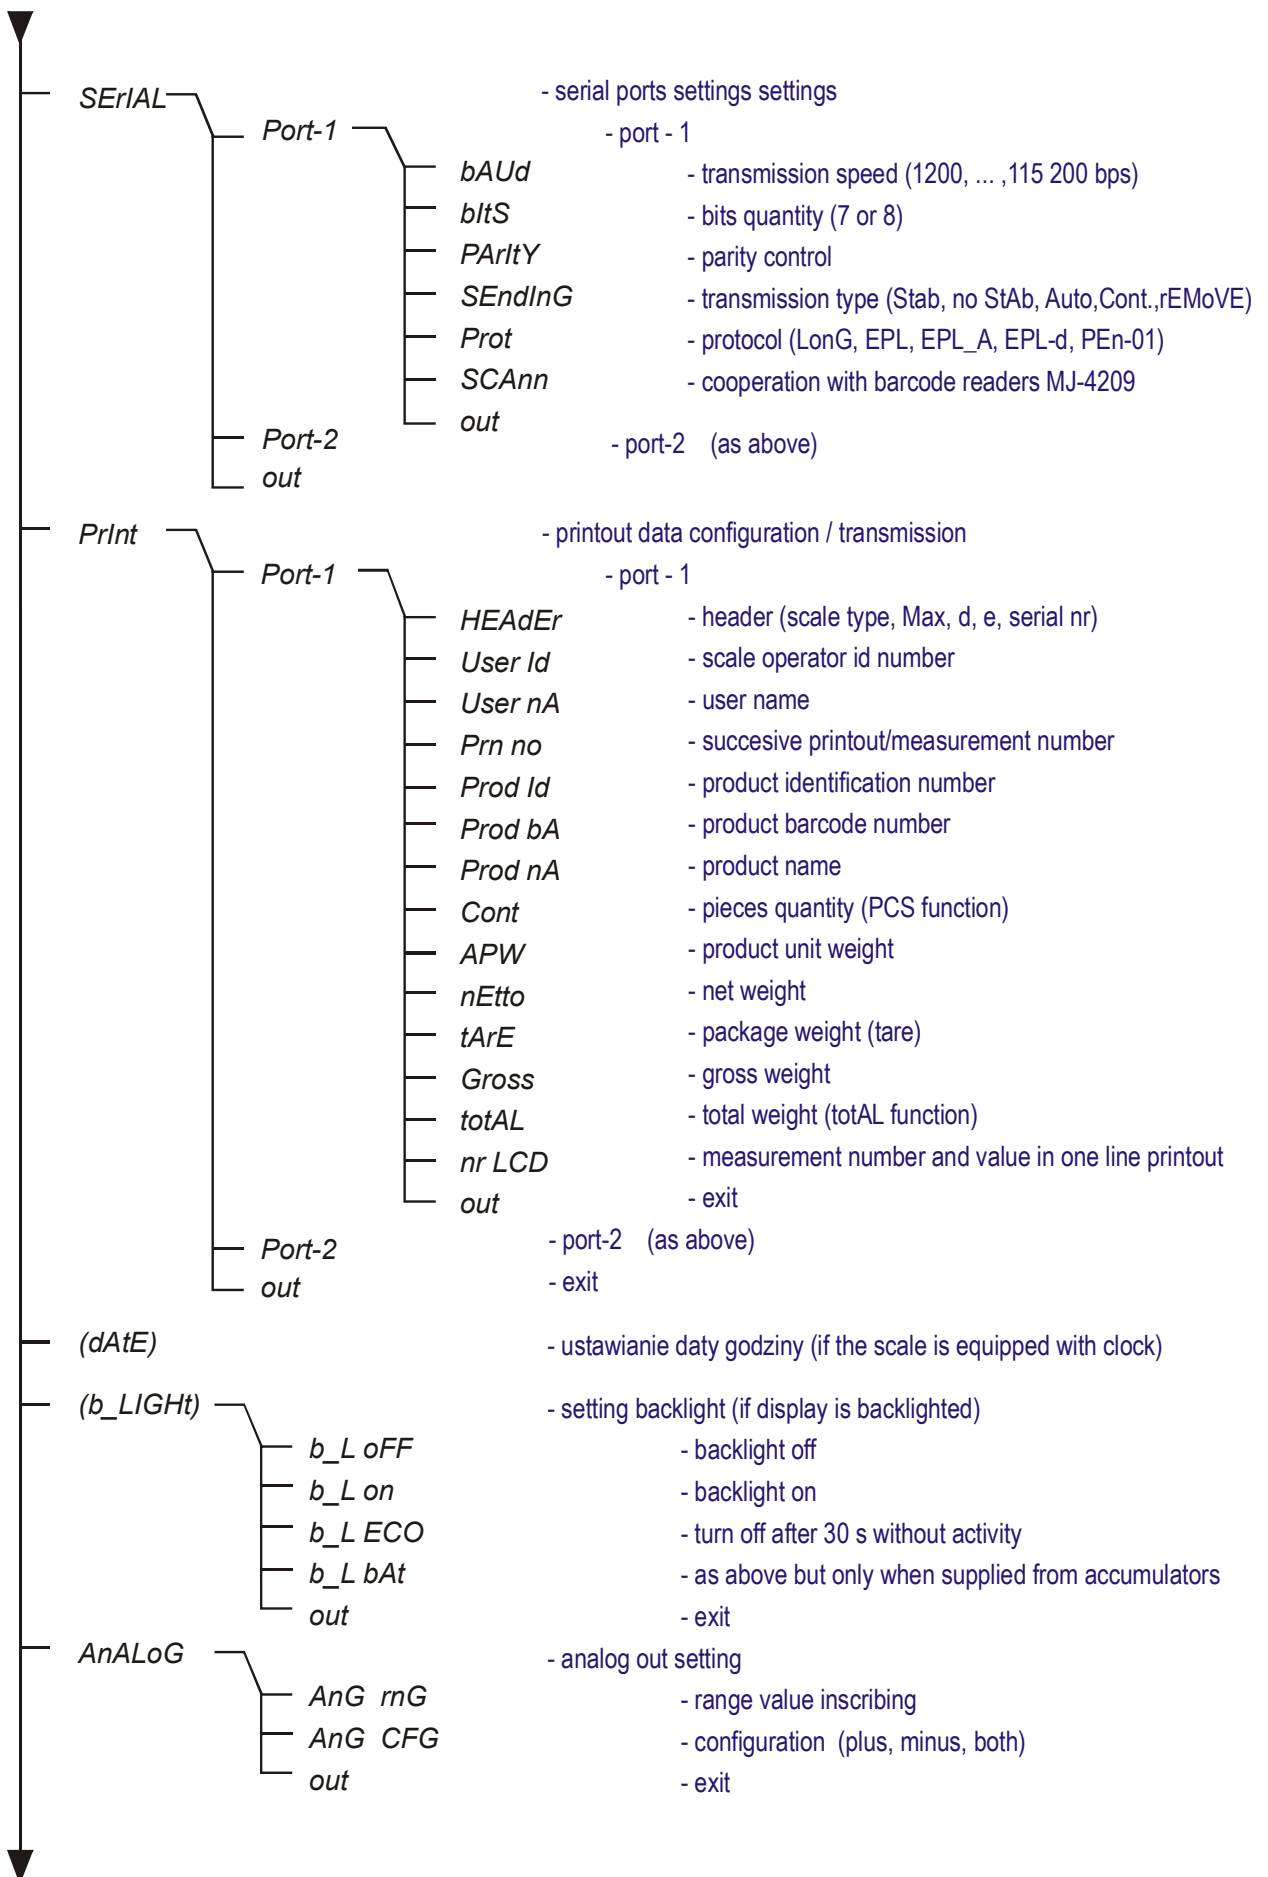 SErIAL - serial ports settings settings
Port-1 - port - 1
bAUd - transmission speed (1200, ... ,115 200 bps)
bItS - bits quantity (7 or 8)
PArItY - parity control
SEndInG - transmission type (Stab, no StAb, Auto,Cont.,rEMoVE)
Prot - protocol (LonG, EPL, EPL_A, EPL-d, PEn-01)
SCAnn - cooperation with barcode readers MJ-4209
out
Port-2 - port-2 (as above)
out
PrInt - printout data configuration / transmission
Port-1 - port - 1
HEAdEr - header (scale type, Max, d, e, serial nr)
User Id - scale operator id number
User nA - user name
Prn no - succesive printout/measurement number
Prod Id - product identification number
Prod bA - product barcode number
Prod nA - product name
Cont - pieces quantity (PCS function)
APW - product unit weight
nEtto - net weight
tArE - package weight (tare)
Gross - gross weight
totAL - total weight (totAL function)
nr LCD - measurement number and value in one line printout
out - exit
Port-2 - port-2 (as above)
out - exit
(dAtE) - ustawianie daty godziny (if the scale is equipped with clock)
(b_LIGHt) - setting backlight (if display is backlighted)
b_L oFF - backlight off
b_L on - backlight on
b_L ECO - turn off after 30 s without activity
b_L bAt - as above but only when supplied from accumulators
out - exit
AnALoG - analog out setting
AnG rnG - range value inscribing
AnG CFG - configuration (plus, minus, both)
out - exit